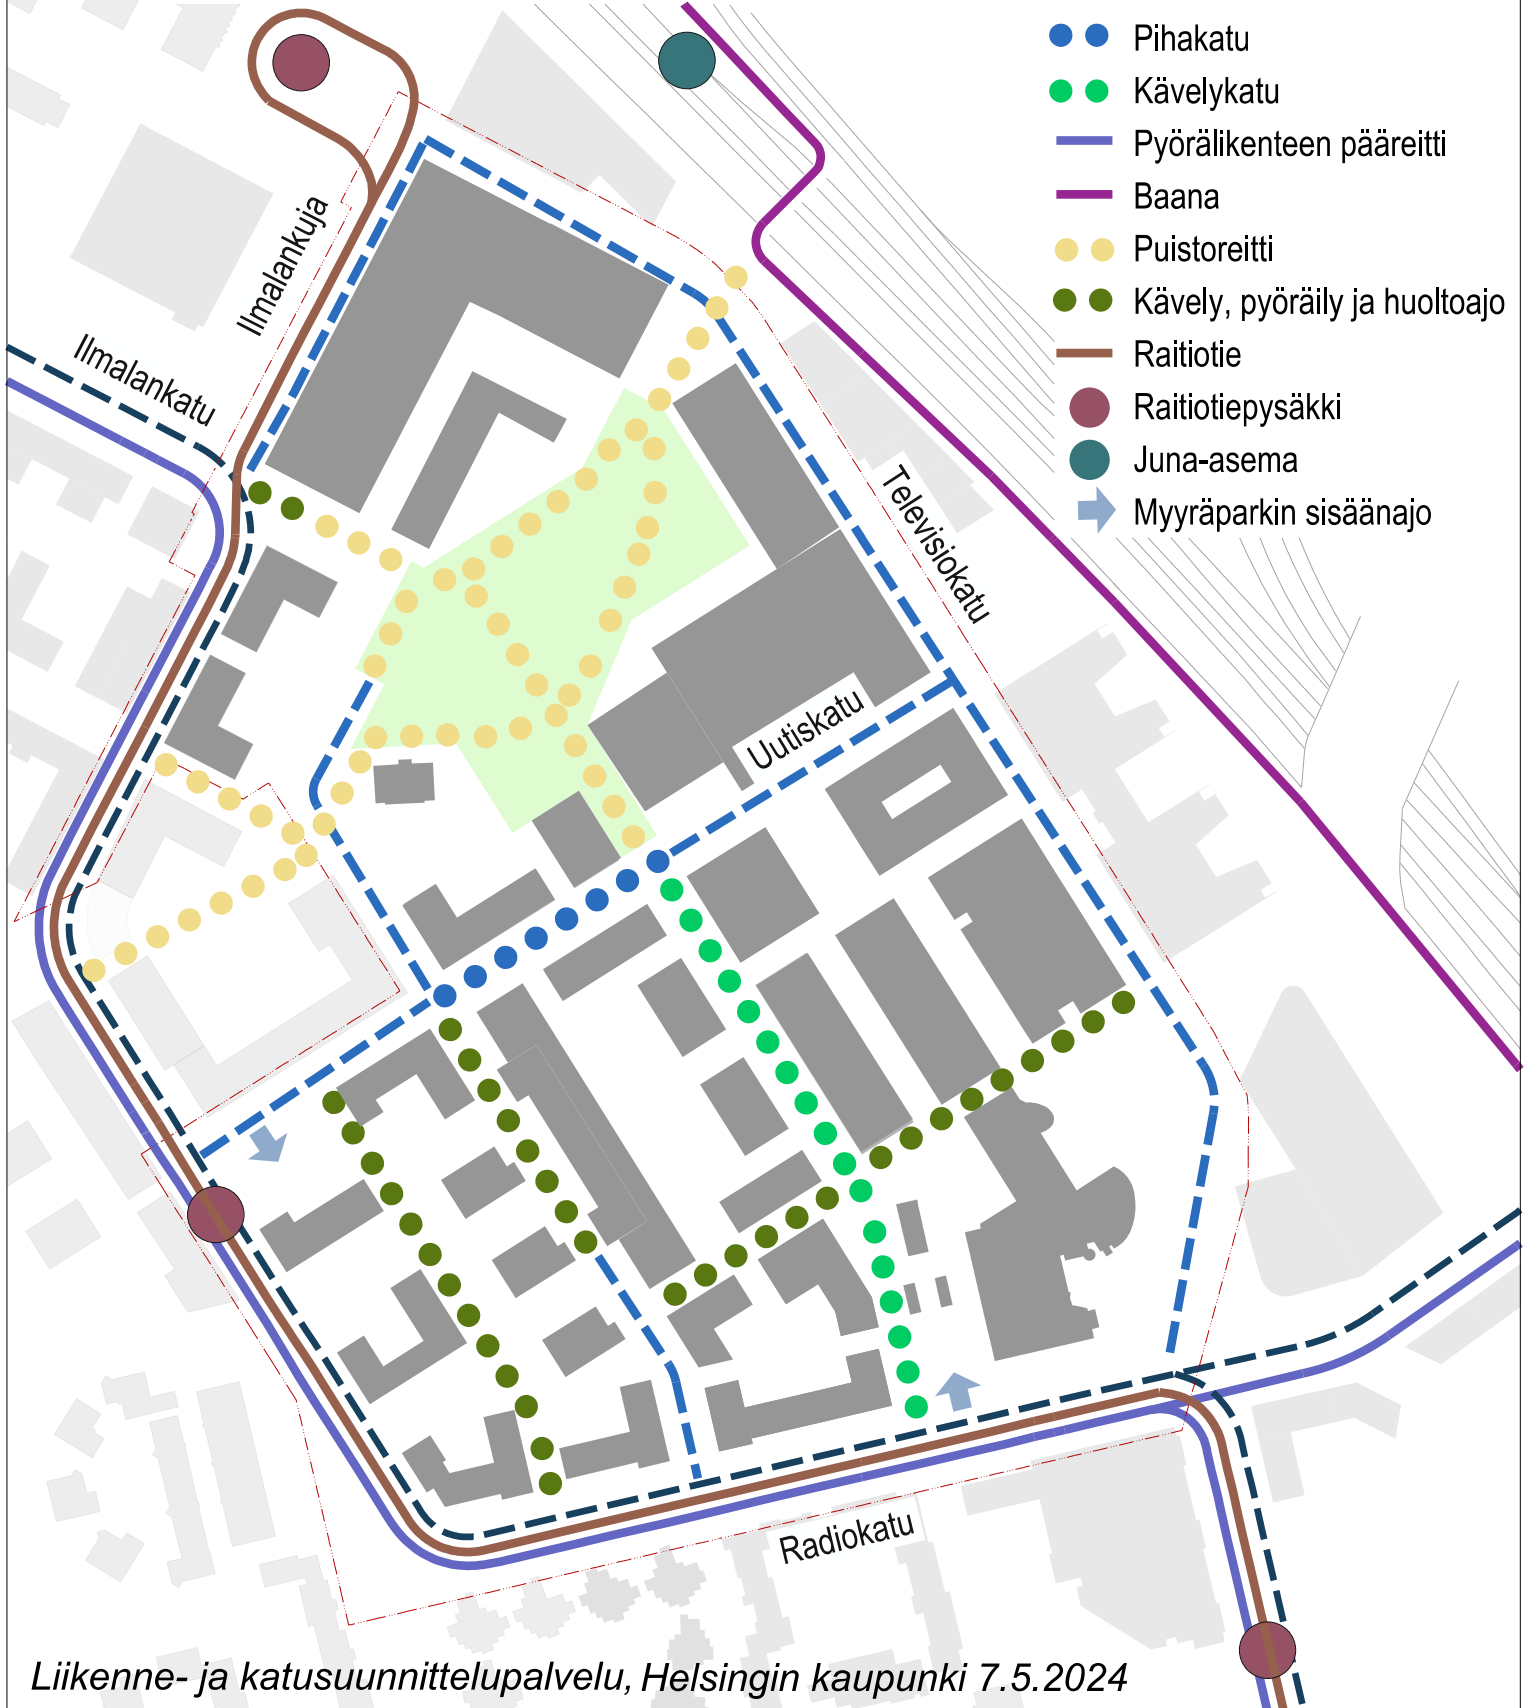 Pihakatu
Kävelykatu
Pyörälikenteen pääreitti
Baana
Puistoreitti
Kävely, pyöräily ja huoltoajo
Raitiotie
Raitiotiepysäkki
Juna-asema
Myyräparkin sisäänajo
Ilmalankuja
Ilmalankatu
Televisiokatu
Uutiskatu
Radiokatu
Liikenne- ja katusuunnittelupalvelu, Helsingin kaupunki 7.5.2024